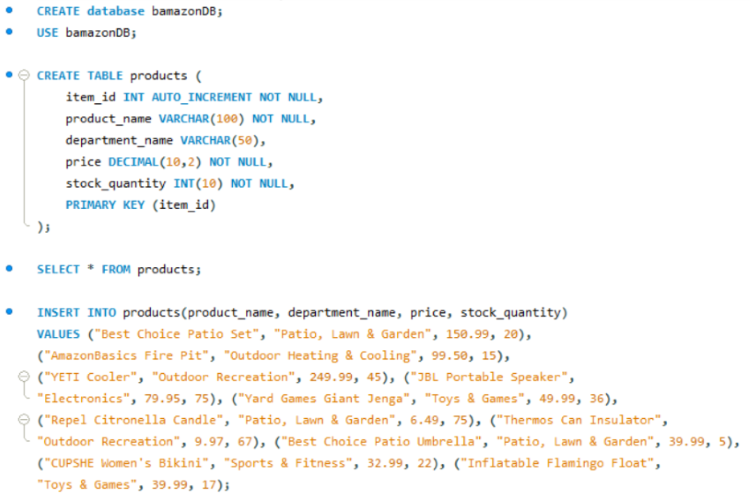 CREATE database bamazonDB;
USE bamazonDB;
CREATE TABLE products (
item_id INT AUTO_INCREMENT NOT NULL,
product_name VARCHAR(100) NOT NULL,
department_name VARCHAR(50),
price DECIMAL(10,2) NOT NULL,
stock_quantity INT(10) NOT NULL,
PRIMARY KEY (item_id)
);
SELECT * FROM products;
INSERT INTO products(product_name, department_name, price, stock_quantity)
VALUES ("Best Choice Patio Set", "Patio, Lawn & Garden", 150.99, 20),
("AmazonBasics Fire Pit", "Outdoor Heating & Cooling", 99.50, 15),
("YETI Cooler", "Outdoor Recreation", 249.99, 45), ("JBL Portable Speaker",
"Electronics", 79.95, 75), ("Yard Games Giant Jenga", "Toys & Games", 49.99, 36),
("Repel Citronella Candle", "Patio, Lawn & Garden", 6.49, 75), ("Thermos Can Insulator",
"Outdoor Recreation", 9.97, 67), ("Best Choice Patio Umbrella", "Patio, Lawn & Garden", 39.99, 5),
("CUPSHE Women's Bikini", "Sports & Fitness", 32.99, 22), ("Inflatable Flamingo Float",
"Toys & Games", 39.99, 17);